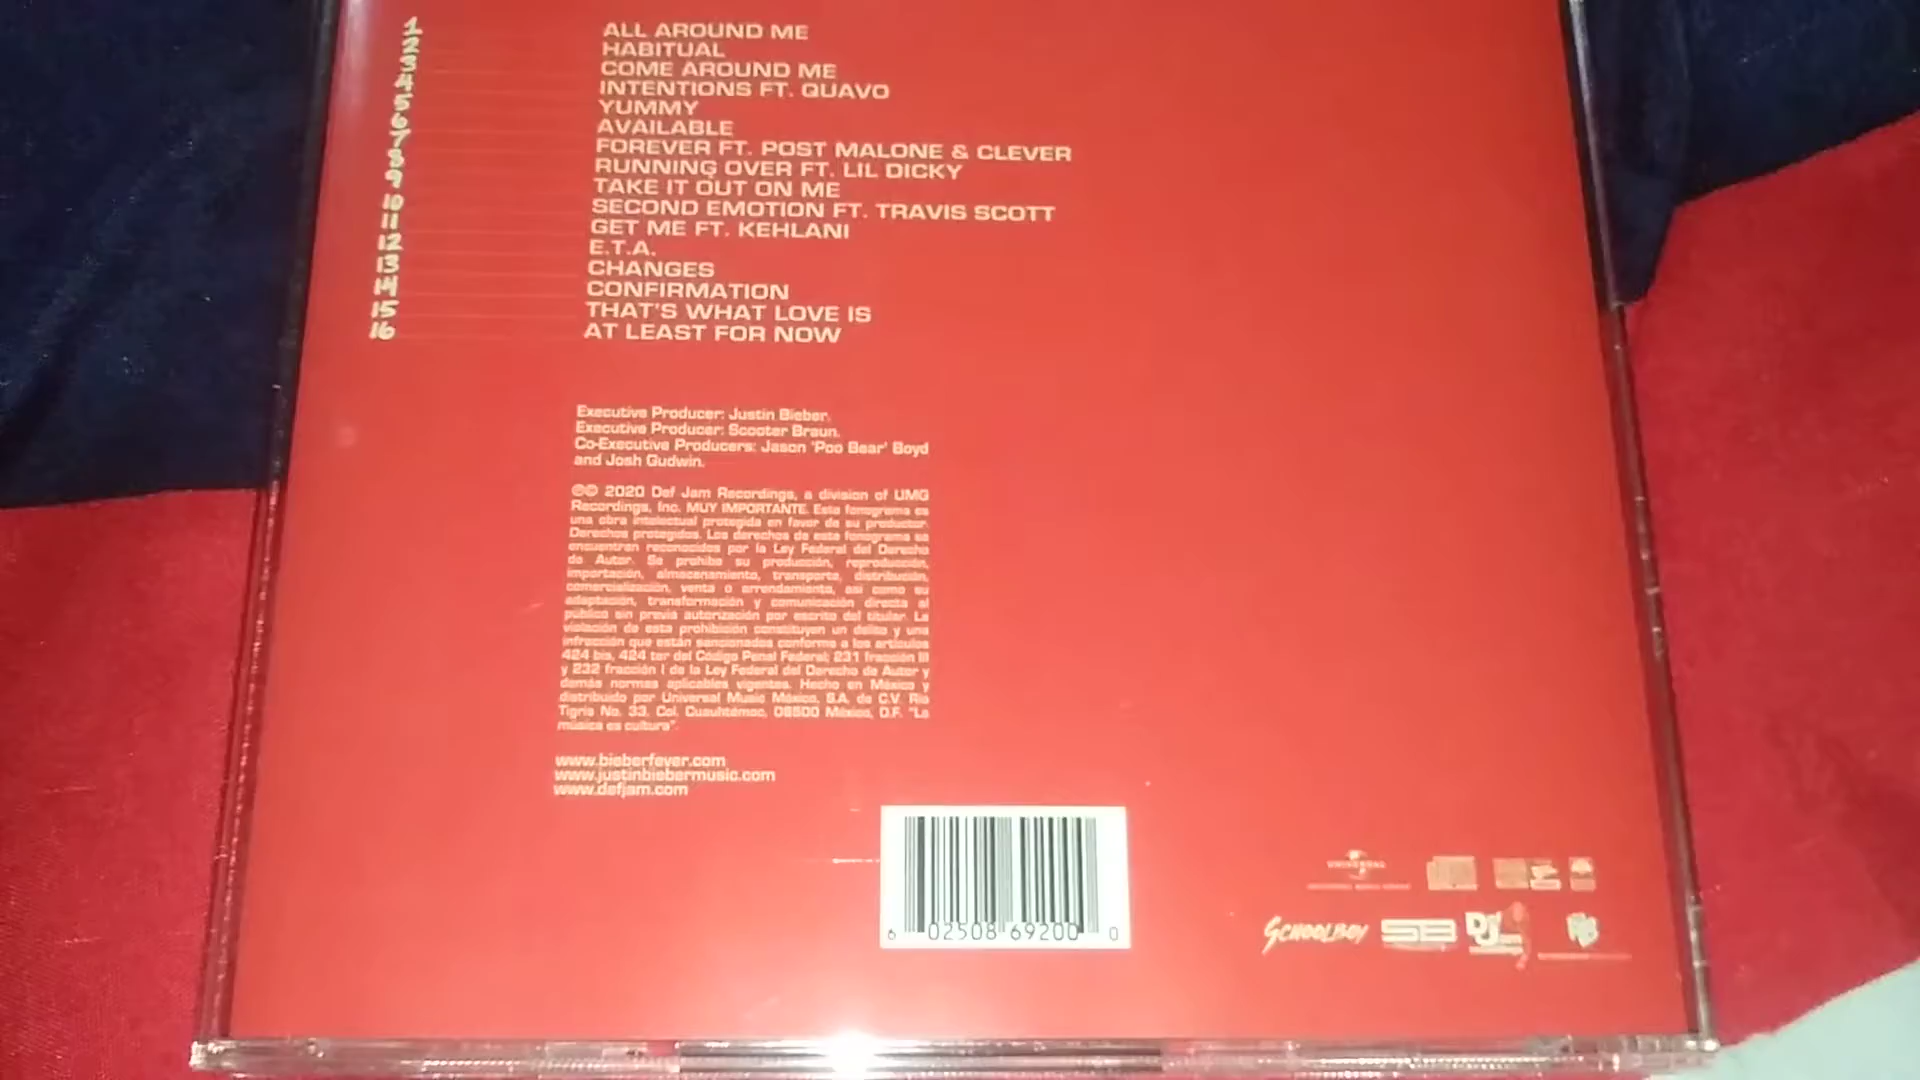 1 ALL AROUND ME
2 HABITUAL
3 COME AROUND ME
4 INTENTIONS FT. QUAVO
5 YUMMY
6 AVAILABLE
7 FOREVER FT. POST MALONE & CLEVER
8 RUNNING OVER FT. LIL DICKY
9 TAKE IT OUT ON ME
10 SECOND EMOTION FT. TRAVIS SCOTT
11 GET ME FT. KEHLANI
12 E.T.A.
13 CHANGES
14 CONFIRMATION
15 THAT'S WHAT LOVE IS
16 AT LEAST FOR NOW
Executive Producer: Justin Bieber.
Executive Producer: Scooter Braun.
Co-Executive Producers: Jason 'Poo Bear' Boyd
and Josh Gudwin.
℗© 2020 Def Jam Recordings, a division of UMG
Recordings, Inc. MUY IMPORTANTE. Este fonograma es
una obra intelectual protegida en favor de su productor.
Derechos protegidos. Los derechos de este fonograma se
encuentran reconocidos por la Ley Federal del Derecho
de Autor. Se prohibe su producción, reproducción,
importación, almacenamiento, transporte, distribución,
comercialización, venta o arrendamiento, así como su
adaptación, transformación y comunicación directa al
público sin previa autorización por escrito del titular. La
violación de esta prohibición constituyen un delito y una
infracción que están sancionados conforme a los artículos
424 bis, 424 ter del Código Penal Federal; 231 fracción III
y 232 fracción I de la Ley Federal del Derecho de Autor y
demás normas aplicables vigentes. Hecho en México y
distribuido por Universal Music México, S.A. de C.V. Río
Tigris No. 33, Col. Cuauhtémoc, 06500 México, D.F. "La
música es cultura".
www.bieberfever.com
www.justinbiebermusic.com
www.defjam.com
6 02508 69200 0
UNIVERSAL
SCHOOLBOY SB DEF JAM RB